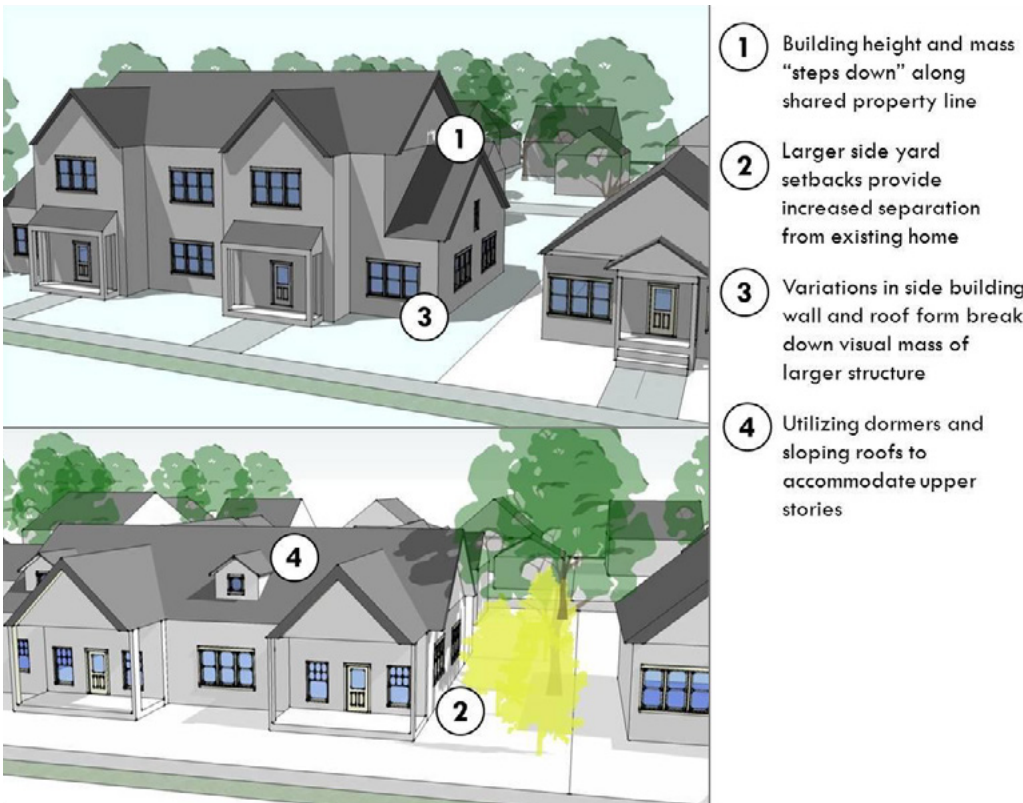 1
3
4
2
1 Building height and mass
“steps down” along
shared property line
2 Larger side yard
setbacks provide
increased separation
from existing home
3 Variations in side building
wall and roof form break
down visual mass of
larger structure
4 Utilizing dormers and
sloping roofs to
accommodate upper
stories